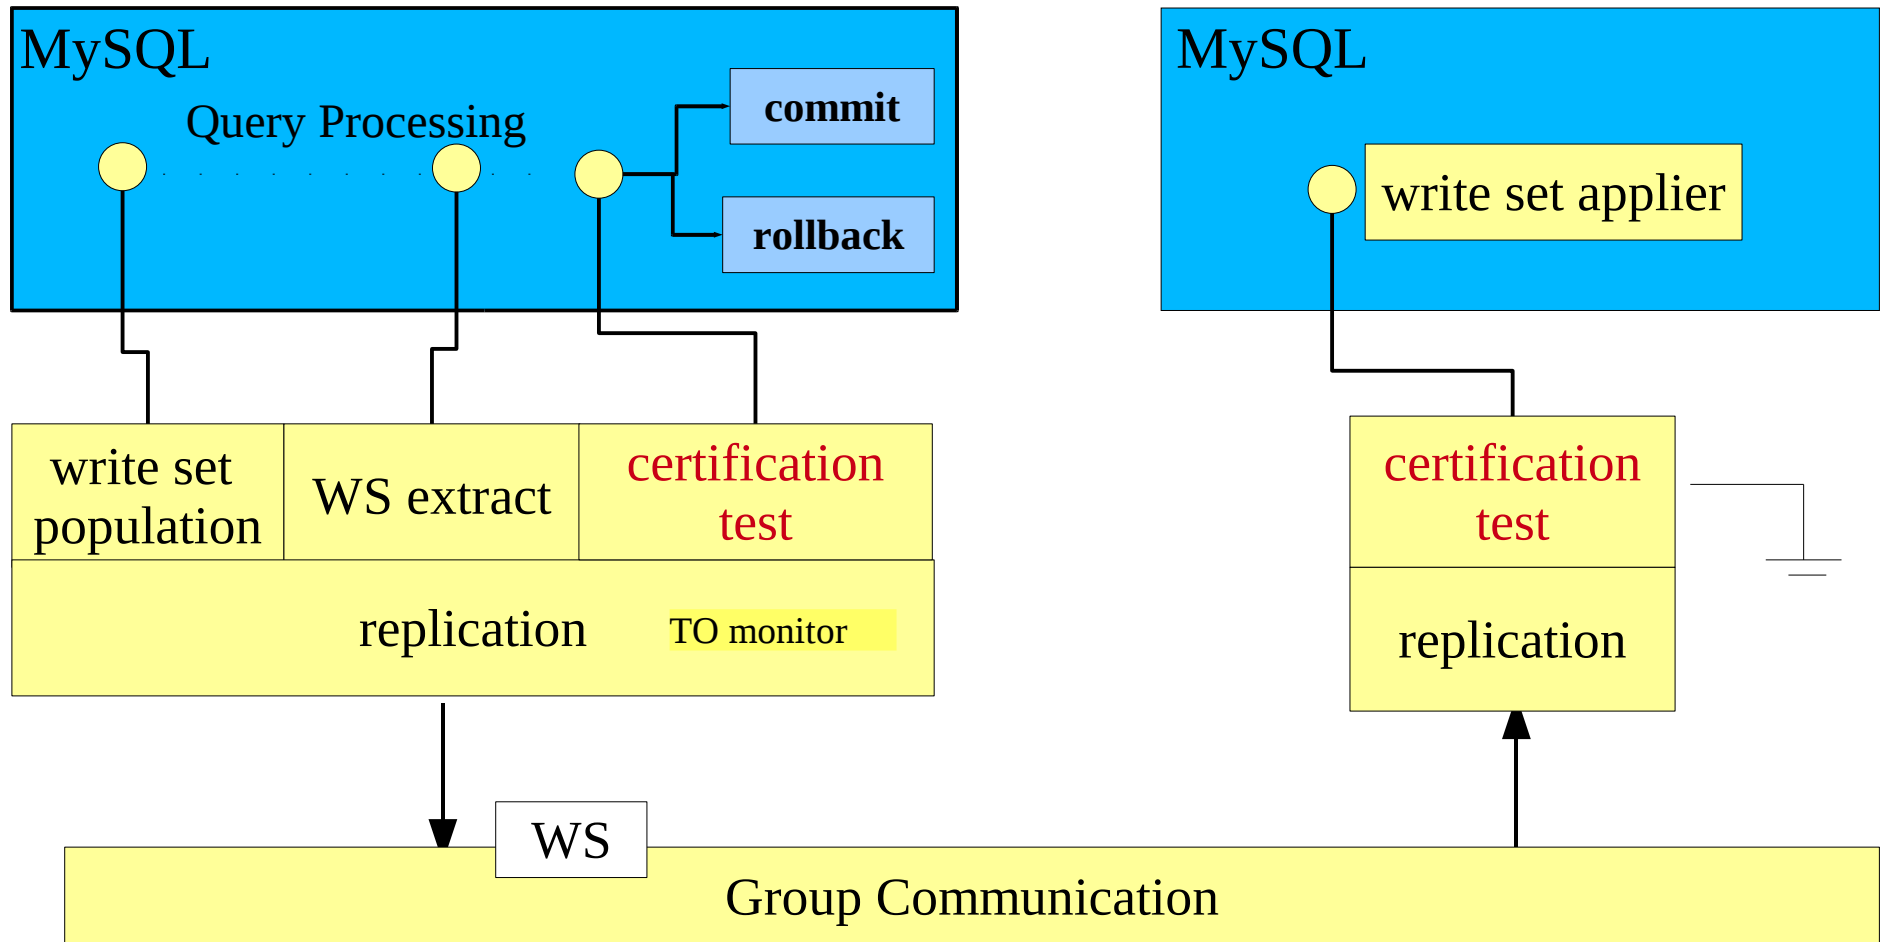 MySQL
Query Processing
commit
rollback
write set
population
WS extract
certification
test
replication
TO monitor
MySQL
write set applier
certification
test
replication
WS
Group Communication